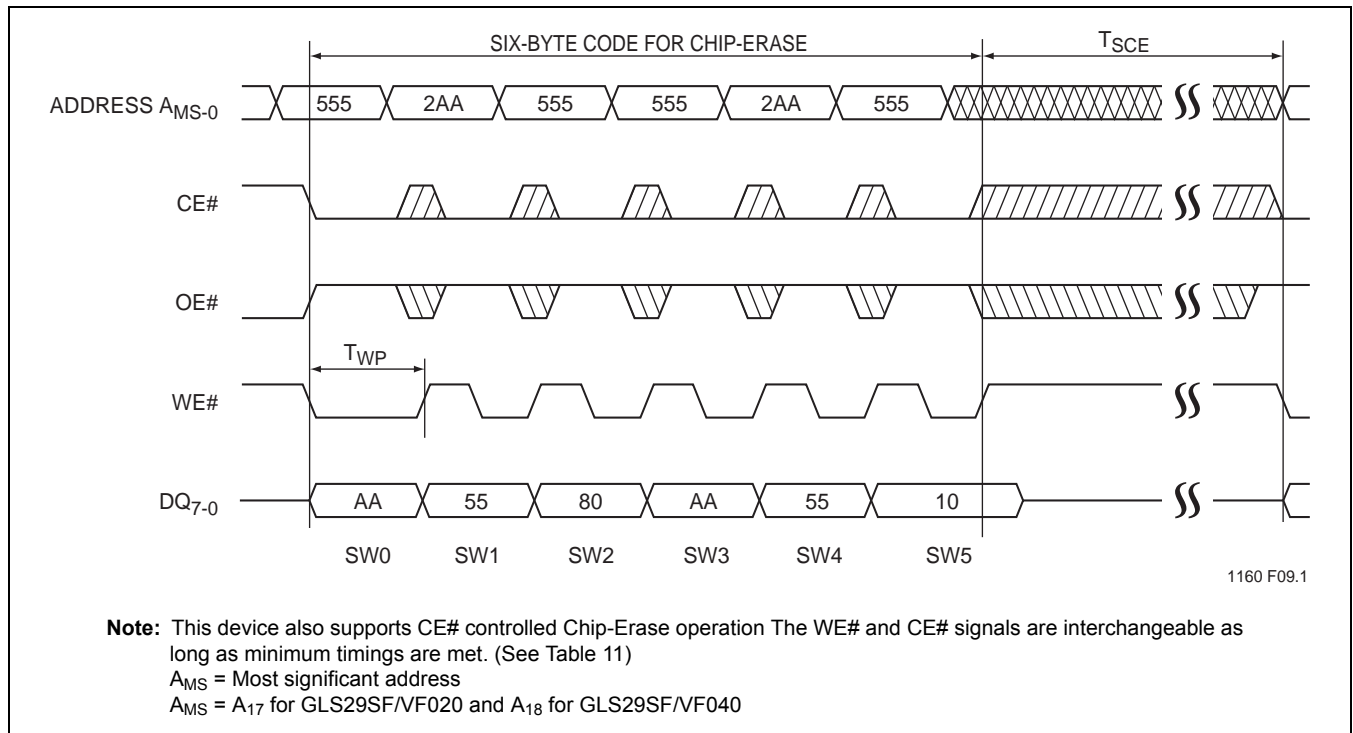 SIX-BYTE CODE FOR CHIP-ERASE TSCE
ADDRESS AMS-0 555 2AA 555 555 2AA 555
CE#
OE#
TWP
WE#
DQ7-0 AA 55 80 AA 55 10
SW0 SW1 SW2 SW3 SW4 SW5
1160 F09.1
Note: This device also supports CE# controlled Chip-Erase operation The WE# and CE# signals are interchangeable as
long as minimum timings are met. (See Table 11)
AMS = Most significant address
AMS = A17 for GLS29SF/VF020 and A18 for GLS29SF/VF040